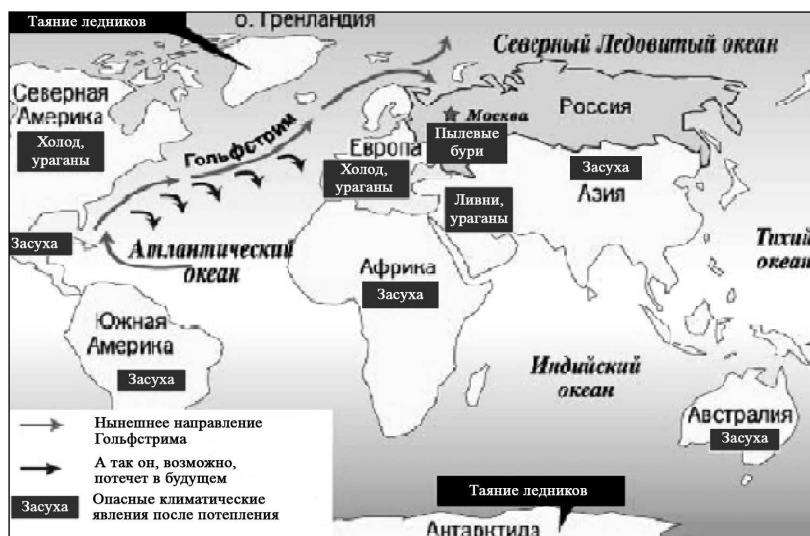 Таяние ледников
о. Гренландия
Северный Ледовитый океан
Северная
Америка
Холод,
ураганы
Гольфстрим
Европа
Холод,
ураганы
Москва
Пылевые
бури
Россия
Засуха
Азия
Ливни,
ураганы
Засуха
Атлантический
океан
Тихий
океан
Африка
Засуха
Южная
Америка
Засуха
Индийский
океан
Австралия
Засуха
Нынешнее направление
Гольфстрима
А так он, возможно,
потечет в будущем
Засуха
Опасные климатические
явления после потепления
Таяние ледников
Антарктида